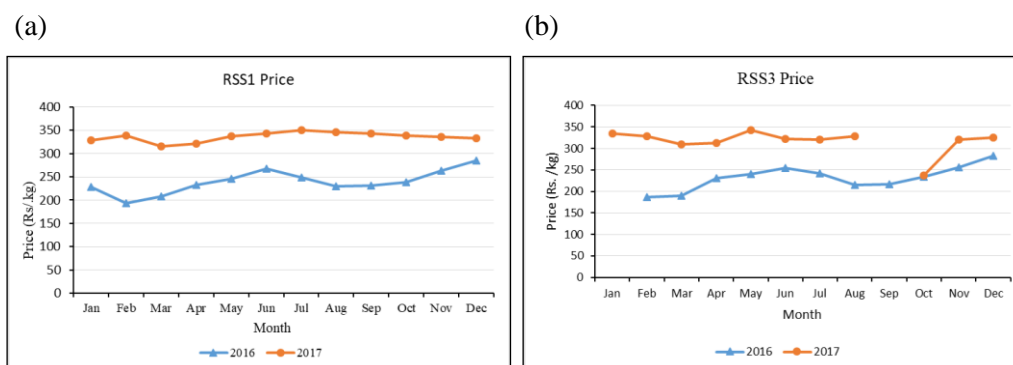 (a)
RSS1 Price
Price (Rs/.kg)
400
350
300
250
200
150
100
50
0
Jan Feb Mar Apr May Jun Jul Aug Sep Oct Nov Dec
Month
2016 2017
(b)
RSS3 Price
Price (Rs. /kg)
400
350
300
250
200
150
100
50
0
Jan Feb Mar Apr May Jun Jul Aug Sep Oct Nov Dec
Month
2016 2017